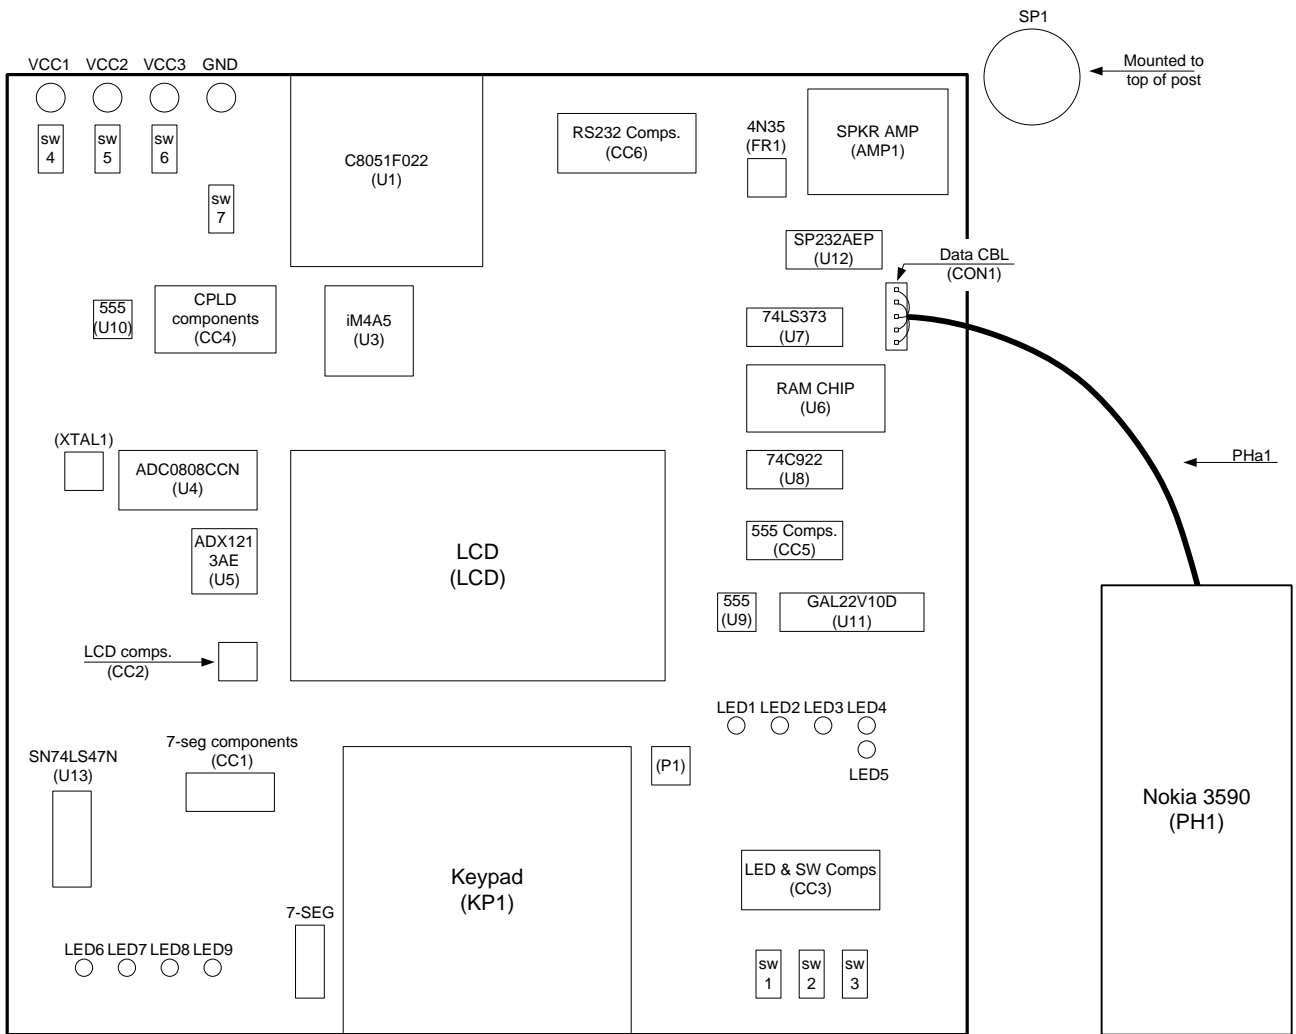 SP1
Mounted to
top of post
VCC1 VCC2 VCC3 GND
sw
4
sw
5
sw
6
sw
7
C8051F022
(U1)
RS232 Comps.
(CC6)
4N35
(FR1)
SPKR AMP
(AMP1)
SP232AEP
(U12)
Data CBL
(CON1)
555
(U10)
CPLD
components
(CC4)
iM4A5
(U3)
74LS373
(U7)
RAM CHIP
(U6)
(XTAL1)
ADC0808CCN
(U4)
74C922
(U8)
PHa1
ADX121
3AE
(U5)
LCD
(LCD)
555 Comps.
(CC5)
555
(U9)
GAL22V10D
(U11)
LCD comps.
(CC2)
LED1 LED2 LED3 LED4
LED5
SN74LS47N
(U13)
7-seg components
(CC1)
(P1)
Nokia 3590
(PH1)
Keypad
(KP1)
LED & SW Comps
(CC3)
7-SEG
LED6 LED7 LED8 LED9
sw
1
sw
2
sw
3